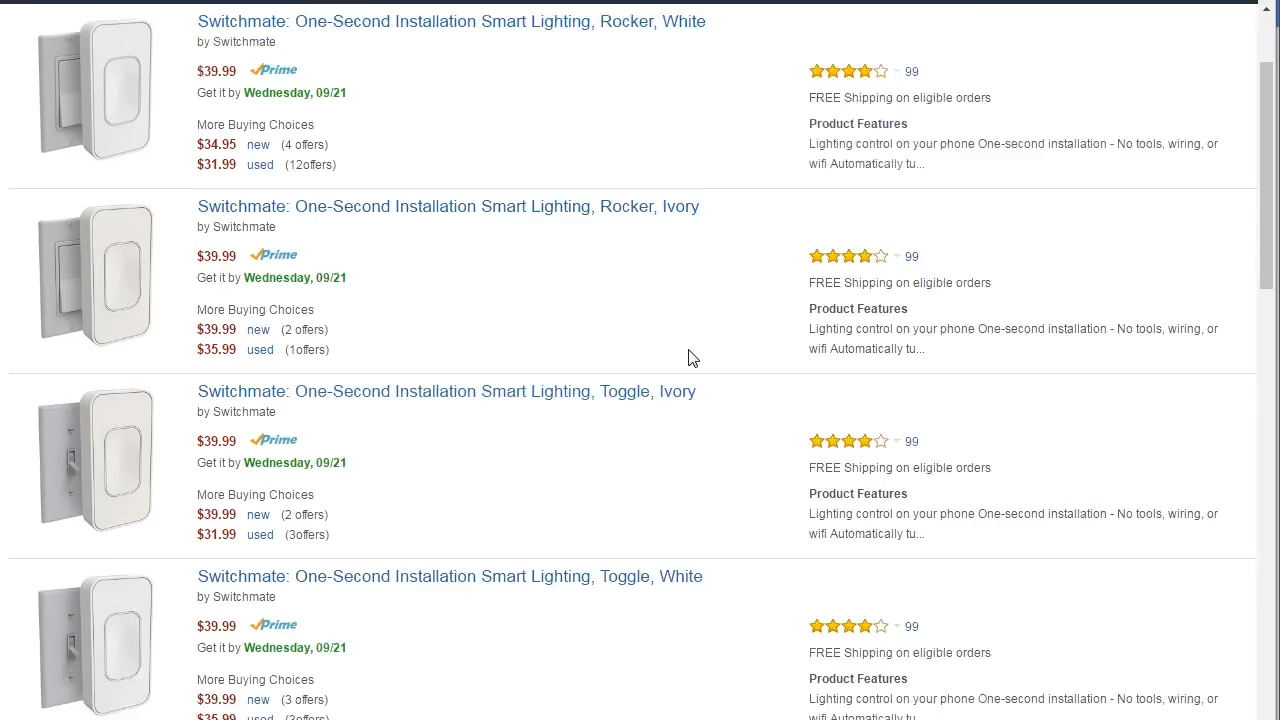 Switchmate: One-Second Installation Smart Lighting, Rocker, White
by Switchmate
$39.99 Prime
Get it by Wednesday, 09/21
More Buying Choices
$34.95 new (4 offers)
$31.99 used (12offers)
99
FREE Shipping on eligible orders
Product Features
Lighting control on your phone One-second installation - No tools, wiring, or
wifi Automatically tu...
Switchmate: One-Second Installation Smart Lighting, Rocker, Ivory
by Switchmate
$39.99 Prime
Get it by Wednesday, 09/21
More Buying Choices
$39.99 new (2 offers)
$35.99 used (1offers)
99
FREE Shipping on eligible orders
Product Features
Lighting control on your phone One-second installation - No tools, wiring, or
wifi Automatically tu...
Switchmate: One-Second Installation Smart Lighting, Toggle, Ivory
by Switchmate
$39.99 Prime
Get it by Wednesday, 09/21
More Buying Choices
$39.99 new (2 offers)
$31.99 used (3offers)
99
FREE Shipping on eligible orders
Product Features
Lighting control on your phone One-second installation - No tools, wiring, or
wifi Automatically tu...
Switchmate: One-Second Installation Smart Lighting, Toggle, White
by Switchmate
$39.99 Prime
Get it by Wednesday, 09/21
More Buying Choices
$39.99 new (3 offers)
$35.99 used (3offers)
99
FREE Shipping on eligible orders
Product Features
Lighting control on your phone One-second installation - No tools, wiring, or
wifi Automatically tu...